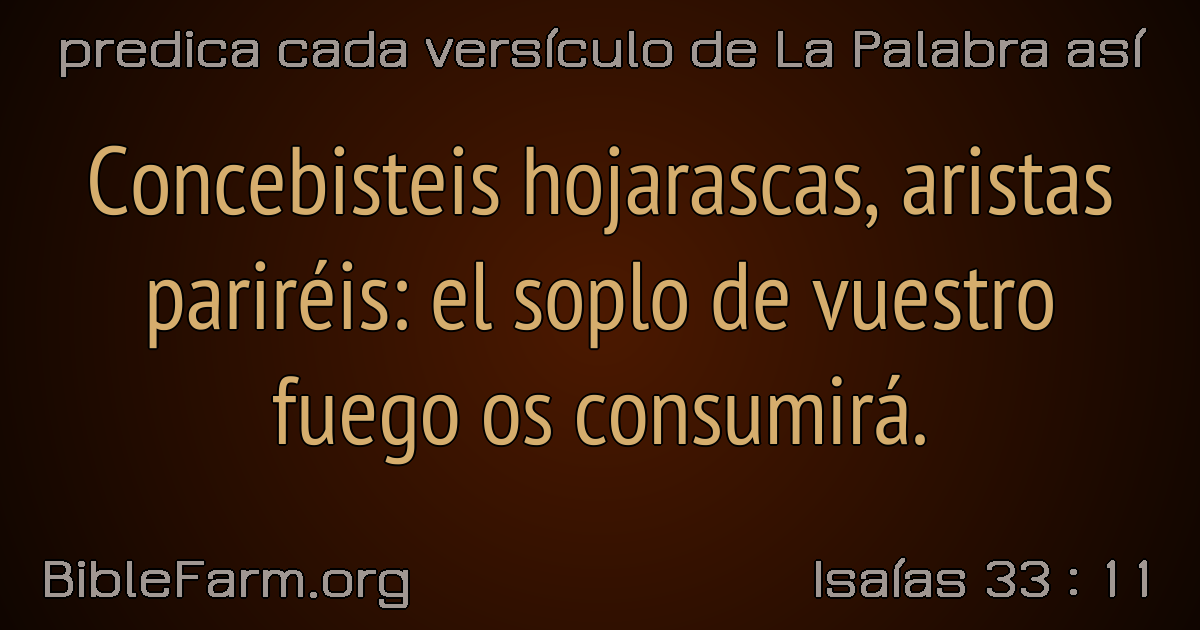 predica cada versículo de La Palabra así
Concebisteis hojarascas, aristas
pariréis: el soplo de vuestro
fuego os consumirá.
BibleFarm.org
Isaías 33 : 11